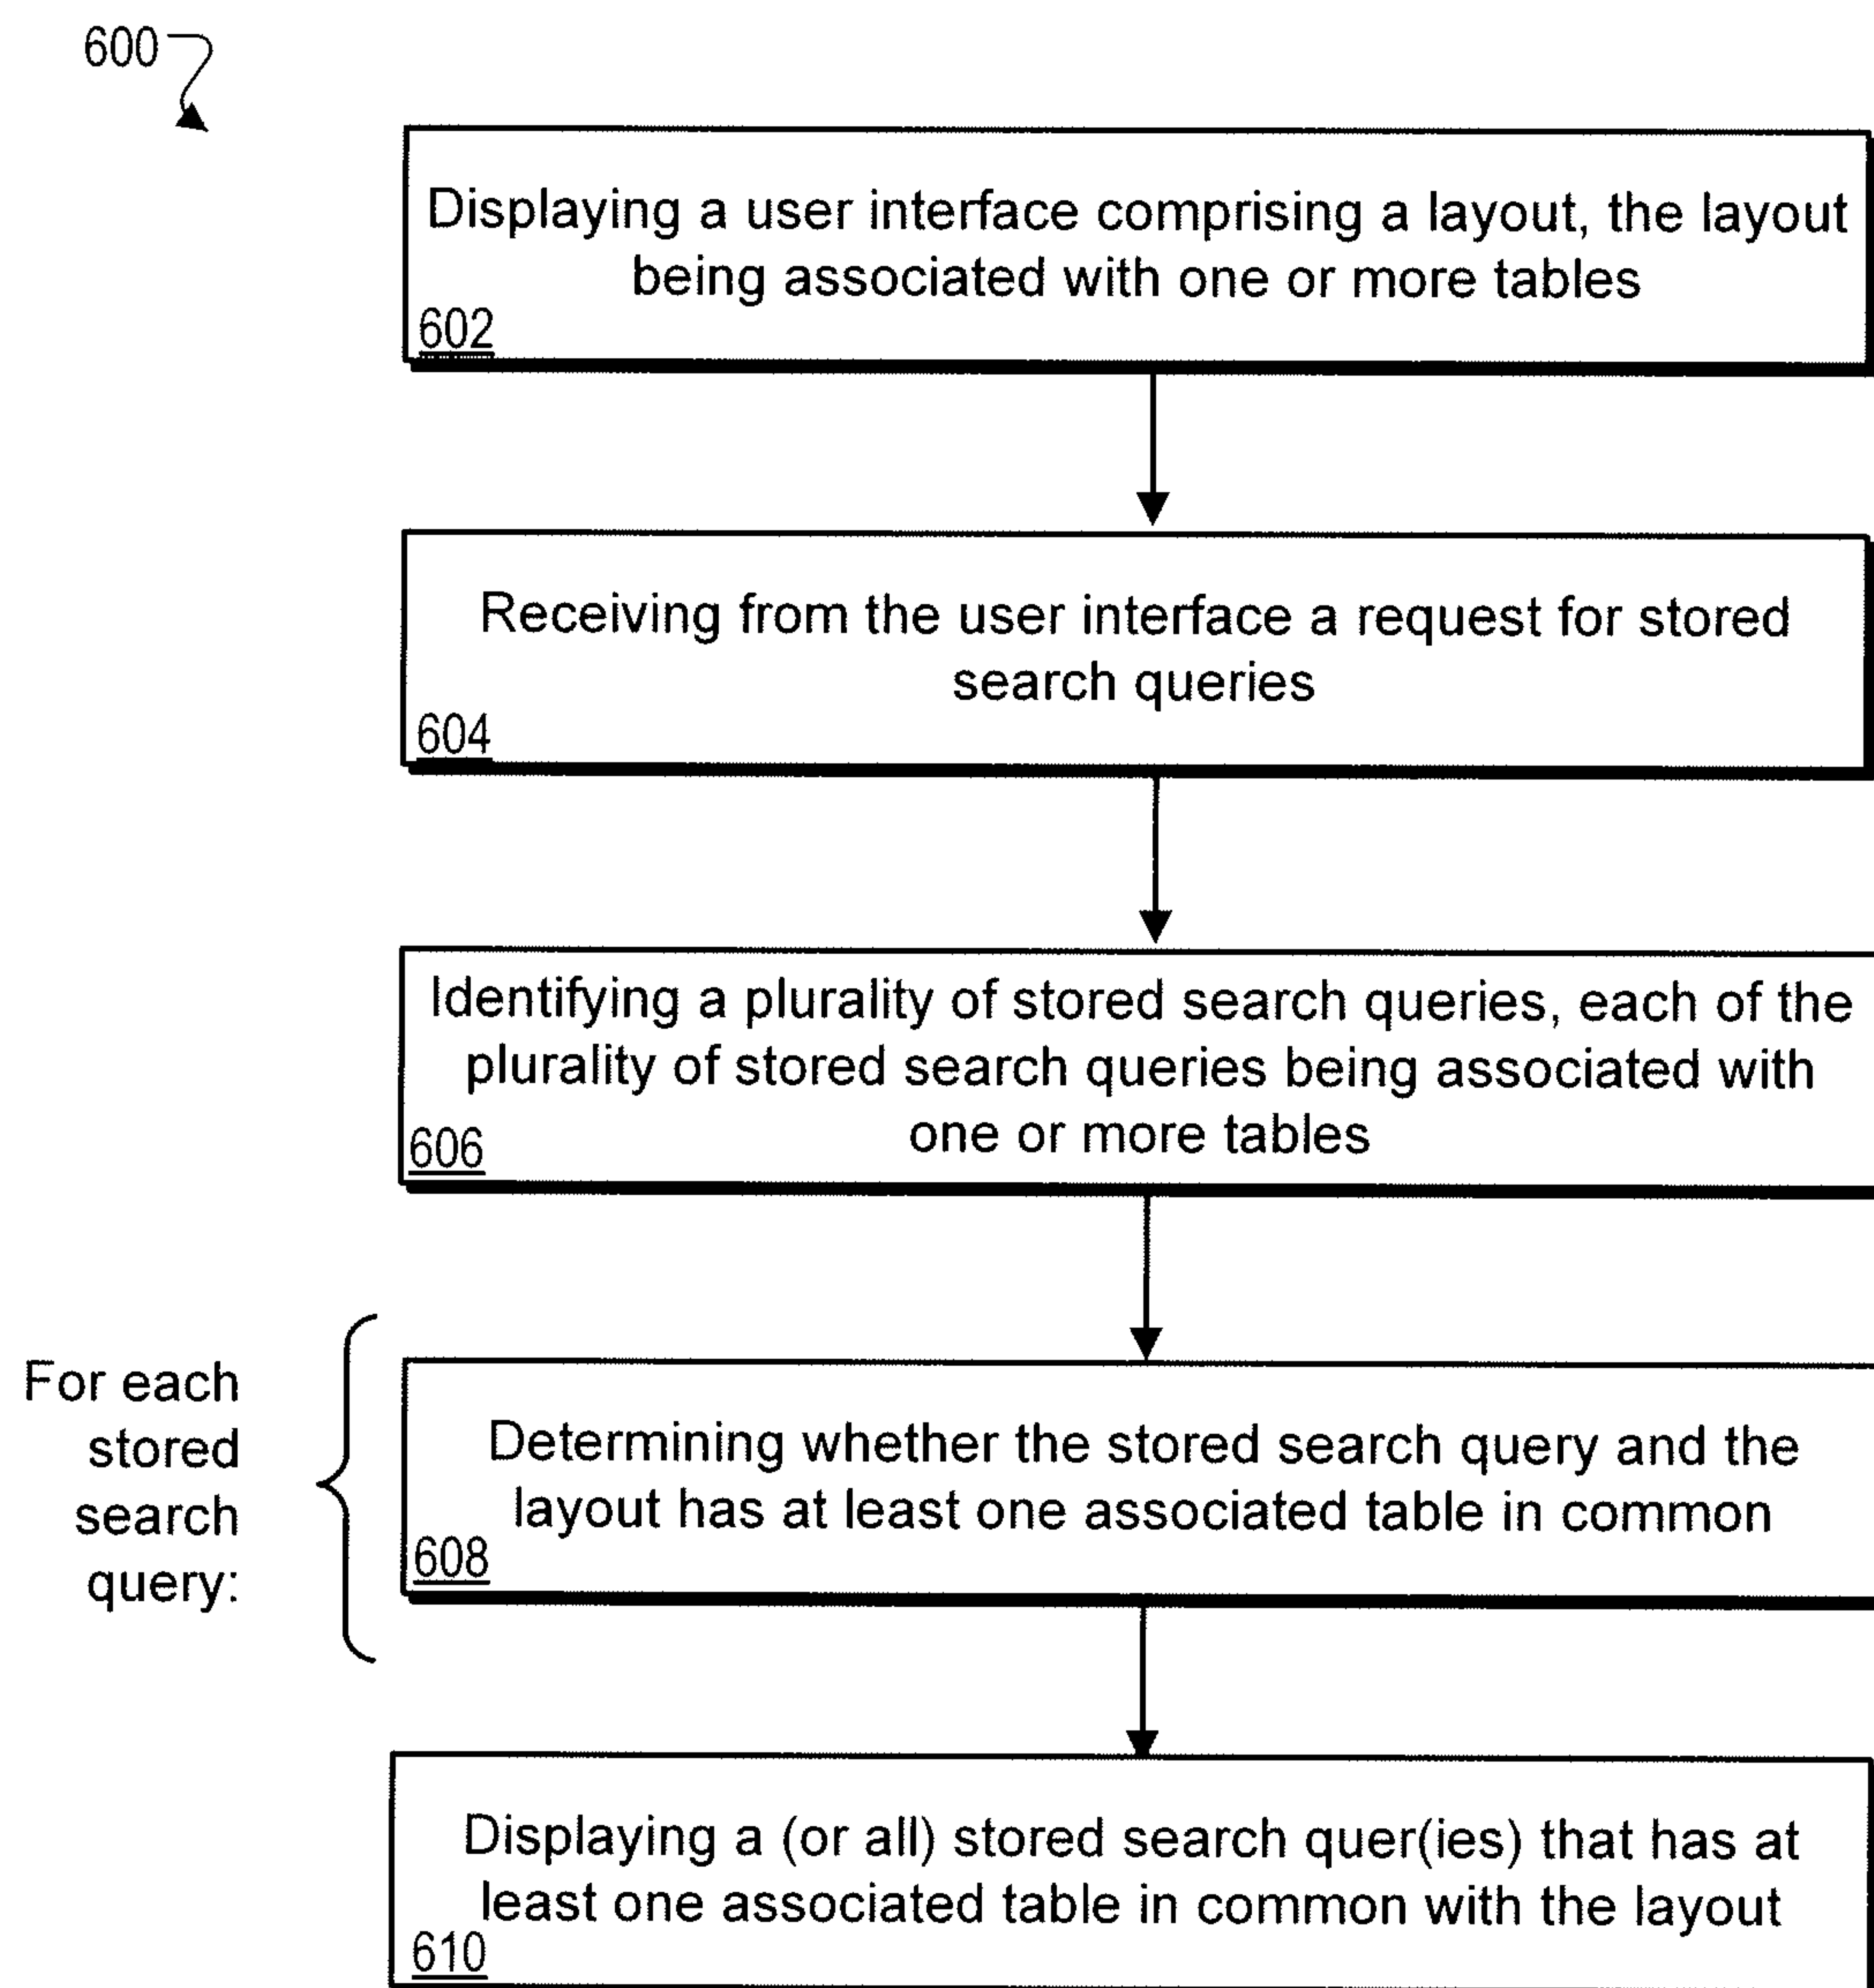 600
Displaying a user interface comprising a layout, the layout
being associated with one or more tables
602
Receiving from the user interface a request for stored
search queries
604
Identifying a plurality of stored search queries, each of the
plurality of stored search queries being associated with
one or more tables
606
For each
stored
search
query:
Determining whether the stored search query and the
layout has at least one associated table in common
608
Displaying a (or all) stored search quer(ies) that has at
least one associated table in common with the layout
610